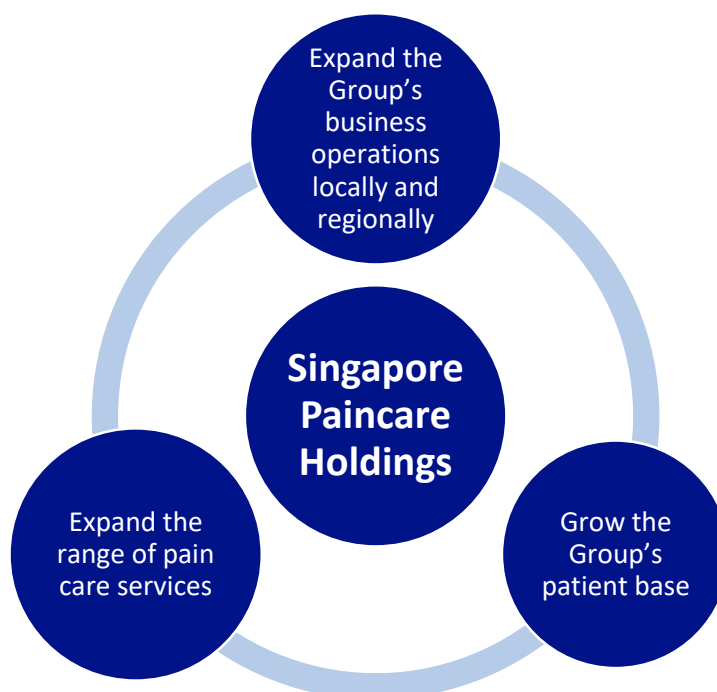 Expand the
Group’s
business
operations
locally and
regionally
Singapore
Paincare
Holdings
Expand the
range of pain
care services
Grow the
Group’s
patient base